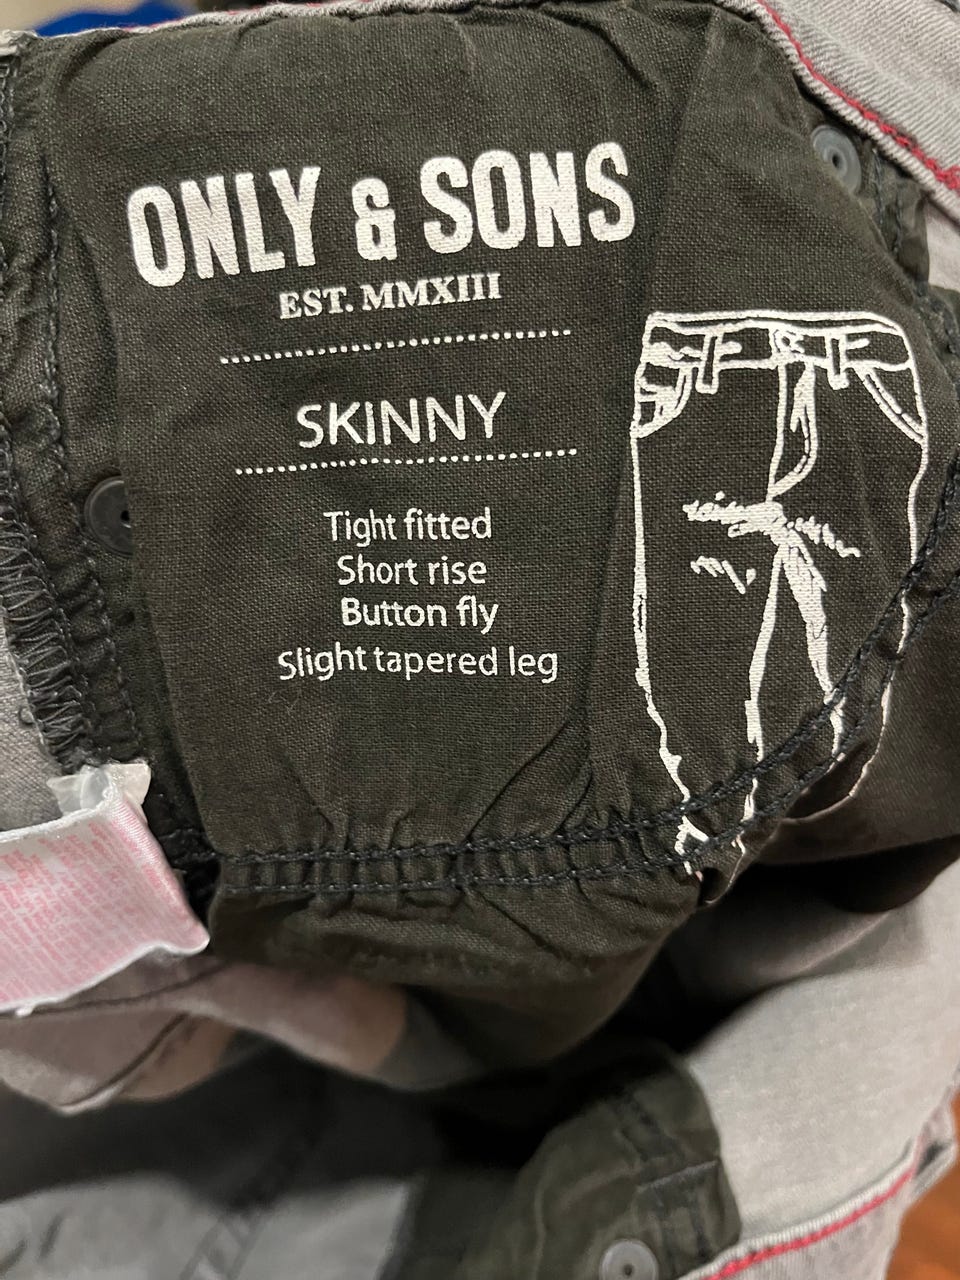 ONLY & SONS
EST. MMXIII
SKINNY
Tight fitted
Short rise
Button fly
Slight tapered leg